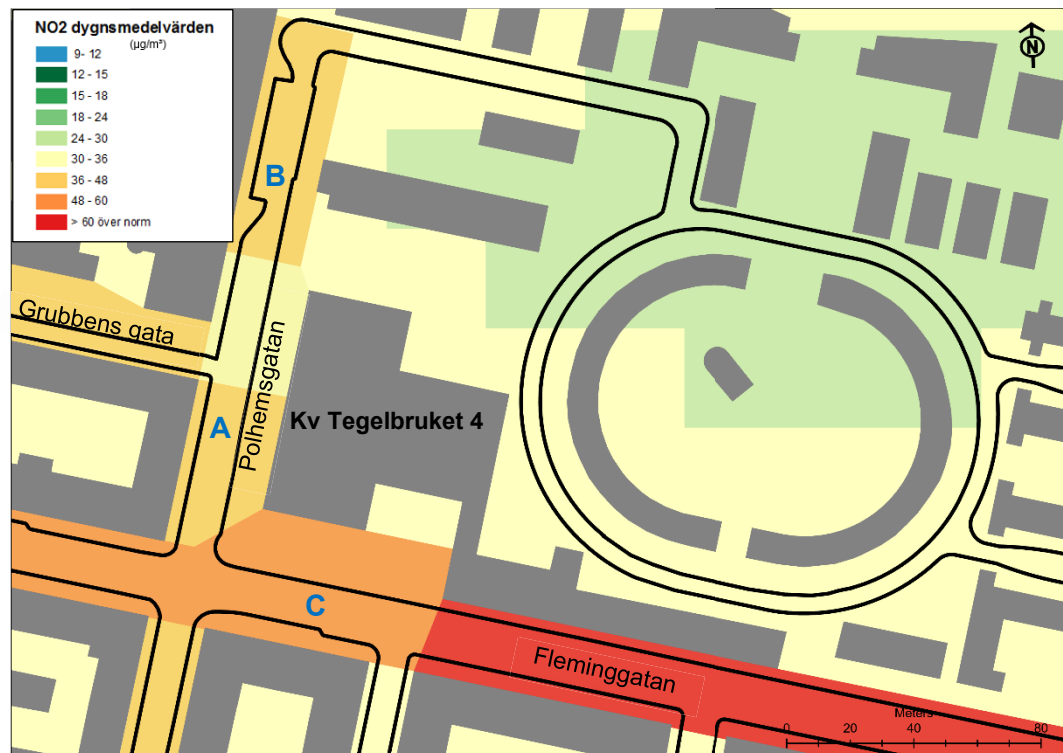 NO2 dygnsmedelvärden
(µg/m³)
9- 12
12 - 15
15 - 18
18 - 24
24 - 30
30 - 36
36 - 48
48 - 60
> 60 över norm
N
B
Grubbens gata
Polhemsgatan
A
Kv Tegelbruket 4
C
Fleminggatan
Meters
0 20 40 80